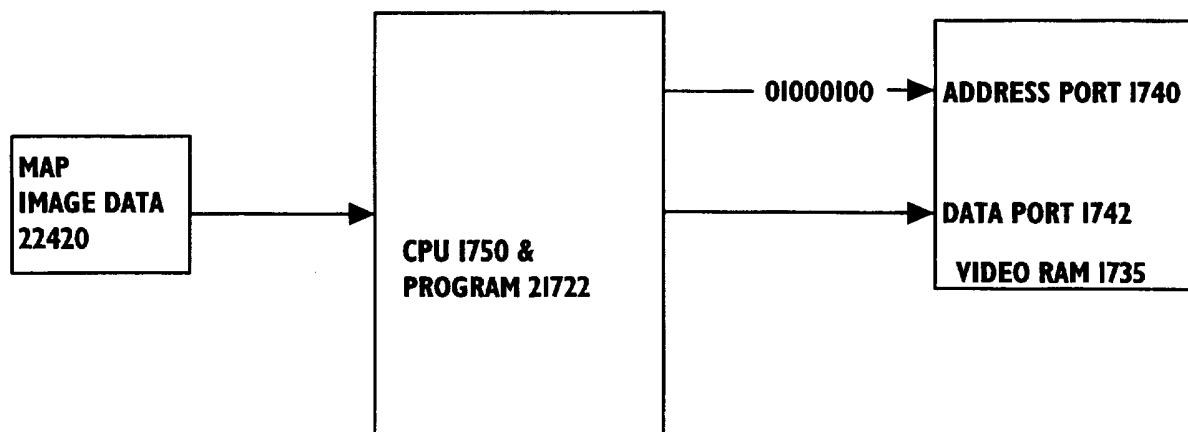 MAP
IMAGE DATA
22420
CPU 1750 &
PROGRAM 21722
01000100
ADDRESS PORT 1740
DATA PORT 1742
VIDEO RAM 1735